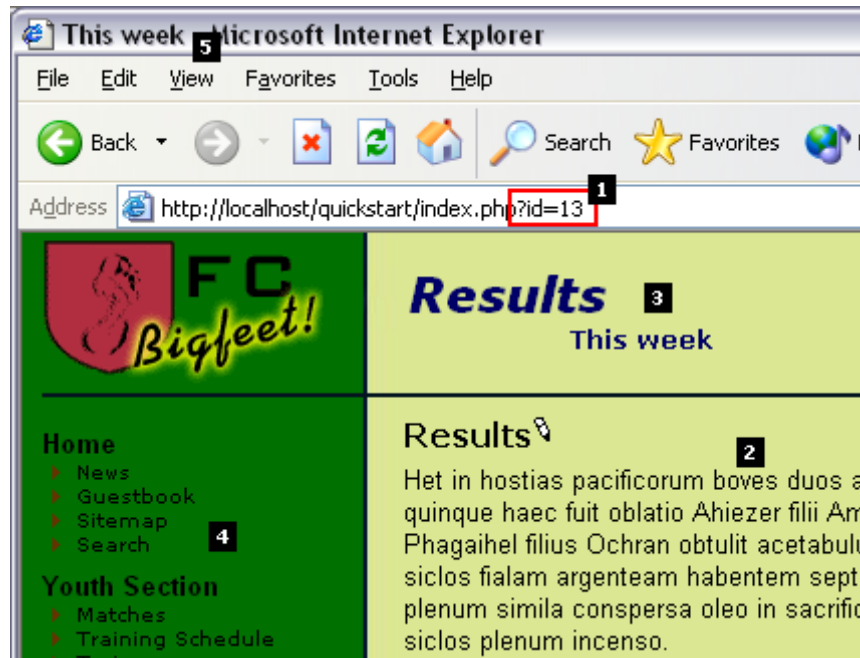 This week Microsoft Internet Explorer
5
File Edit View Favorites Tools Help
Back Search Favorites
1
Address http://localhost/quickstart/index.php?id=13
FC
Bigfeet!
Results 3
This week
Home
News
Guestbook
Sitemap
Search 4
Youth Section
Matches
Training Schedule
Results
2
Het in hostias pacificorum boves duos a
quinque haec fuit oblatio Ahiezer filii Am
Phagaihel filius Ochran obtulit acetabul
siclos fialam argenteam habentem sept
plenum simila conspersa oleo in sacrific
siclos plenum incenso.